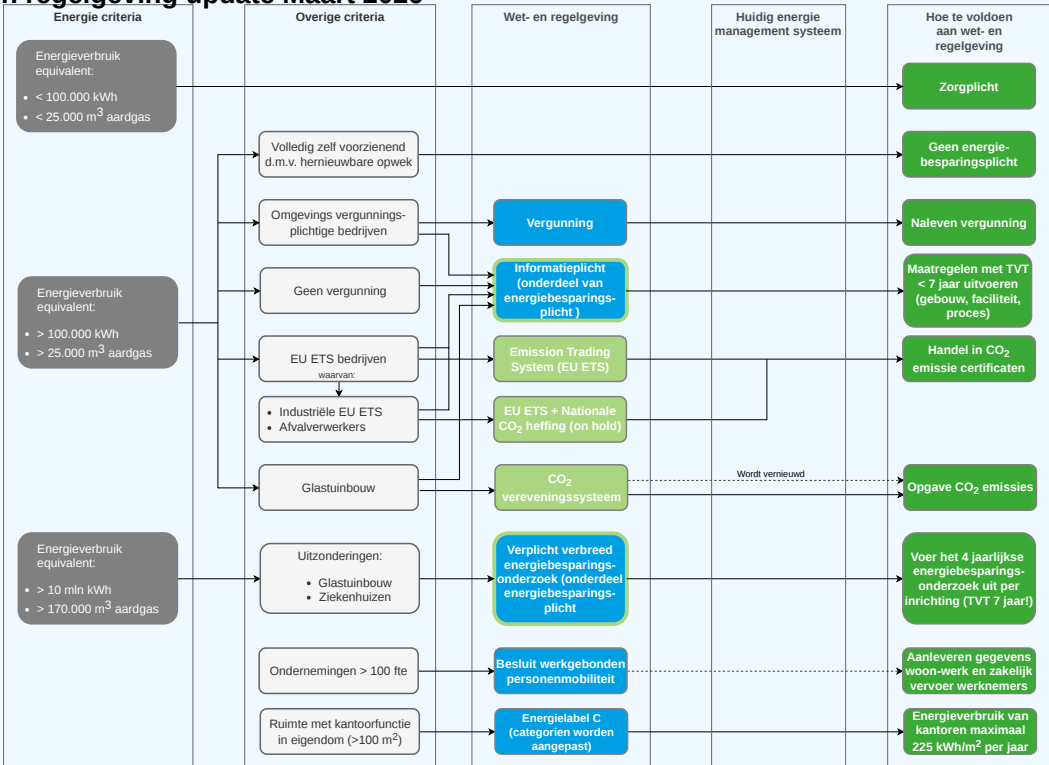 regelgeving update Maart 2026
Energie criteria
Overige criteria
Wet- en regelgeving
Huidig energie
management systeem
Hoe te voldoen
aan wet- en
regelgeving
Energieverbruik
equivalent:
• < 100.000 kWh
• < 25.000 m³ aardgas
Zorgplicht
Volledig zelf voorzienend
d.m.v. hernieuwbare opwek
Geen energie-
besparingsplicht
Omgevings vergunnings-
plichtige bedrijven
Vergunning
Naleven vergunning
Energieverbruik
equivalent:
• > 100.000 kWh
• > 25.000 m³ aardgas
Geen vergunning
Informatieplicht
(onderdeel van
energiebesparings-
plicht )
Maatregelen met TVT
< 7 jaar uitvoeren
(gebouw, faciliteit,
proces)
EU ETS bedrijven
waarvan:
Emission Trading
System (EU ETS)
Handel in CO₂
emissie certificaten
• Industriële EU ETS
• Afvalverwerkers
EU ETS + Nationale
CO₂ heffing (on hold)
Glastuinbouw
CO₂
vereveningssysteem
Wordt vernieuwd
Opgave CO₂ emissies
Energieverbruik
equivalent:
• > 10 mln kWh
• > 170.000 m³ aardgas
Uitzonderingen:
• Glastuinbouw
• Ziekenhuizen
Verplicht verbreed
energiebesparings-
onderzoek (onderdeel
energiebesparings-
plicht
Voer het 4 jaarlijkse
energiebesparings-
onderzoek uit per
inrichting (TVT 7 jaar!)
Ondernemingen > 100 fte
Besluit werkgebonden
personenmobiliteit
Aanleveren gegevens
woon-werk en zakelijk
vervoer werknemers
Ruimte met kantoorfunctie
in eigendom (>100 m²)
Energielabel C
(categorien worden
aangepast)
Energieverbruik van
kantoren maximaal
225 kWh/m² per jaar